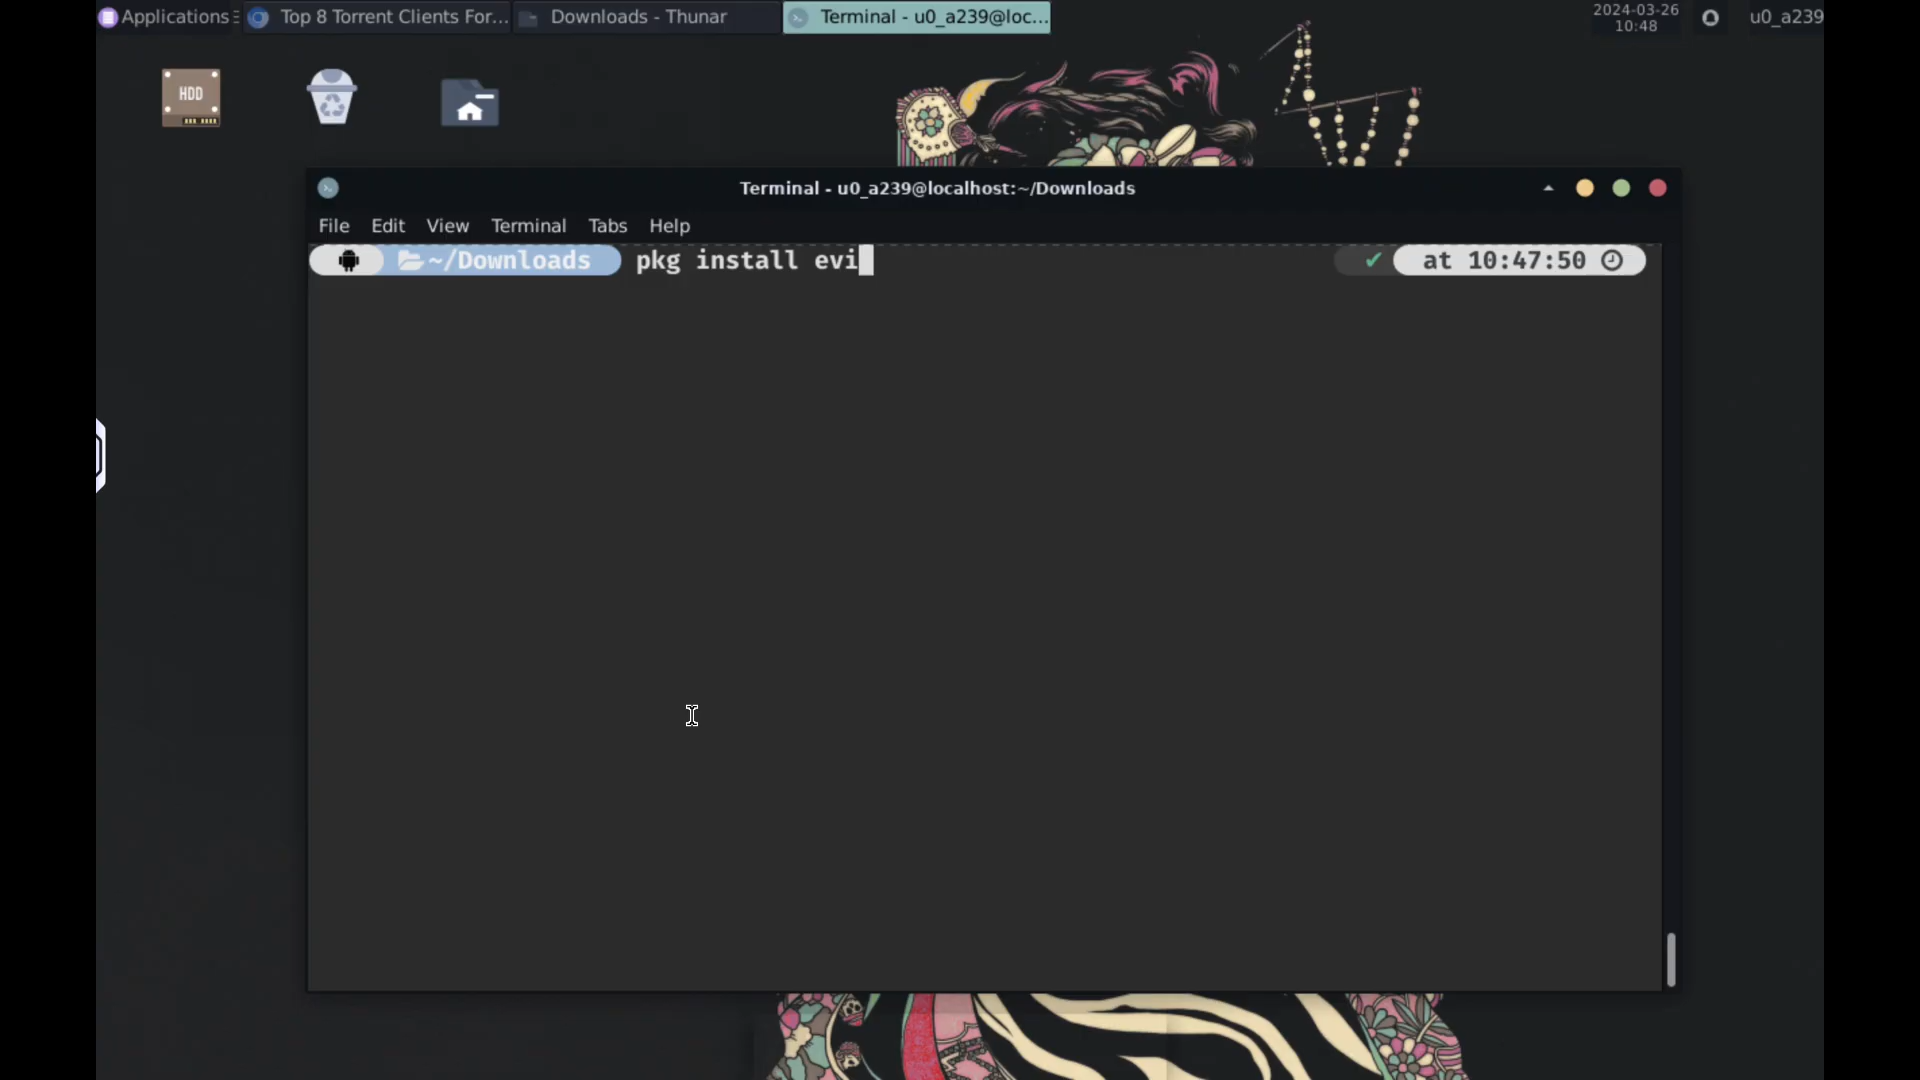 Applications
Top 8 Torrent Clients For...
Downloads - Thunar
Terminal - u0_a239@loc...
2024-03-26
10:48
u0_a239
HDD
Terminal - u0_a239@localhost:~/Downloads
File Edit View Terminal Tabs Help
~/Downloads pkg install evi ✔ at 10:47:50